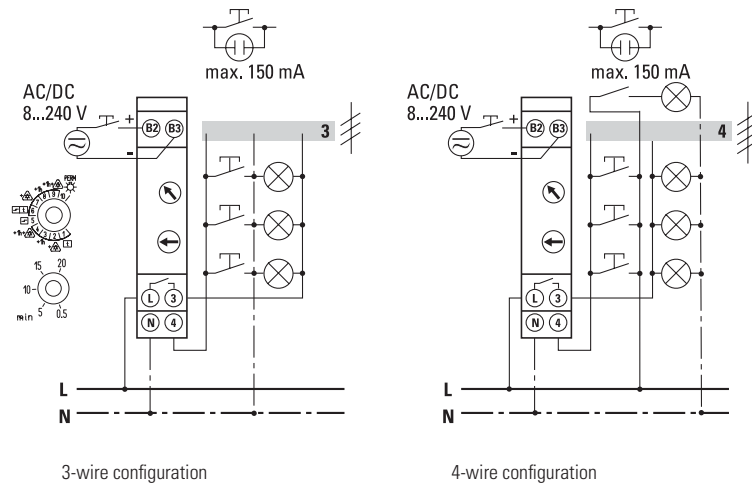 max. 150 mA
max. 150 mA
AC/DC
8...240 V
AC/DC
8...240 V
+
B2 B3
-
3
+
B2 B3
-
4
PERM
15 20
10
min 5 0.5
L 3
N 4
L 3
N 4
L
N
L
N
3-wire configuration
4-wire configuration